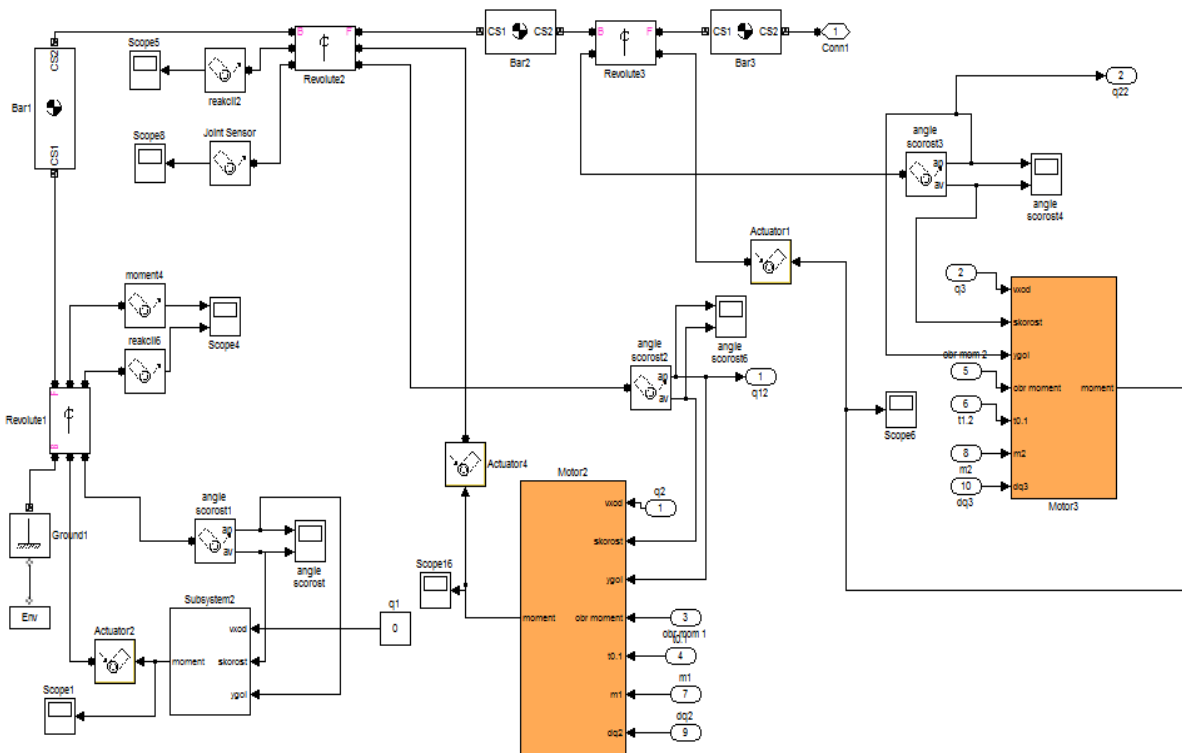 CS2
Bar1
CS1
Scope5
reakcii2
B
F
Revolute2
CS1
CS2
Bar2
B
F
Revolute3
CS1
CS2
Bar3
1
Conn1
2
q22
Scope8
Joint Sensor
angle
scorost3
ap
av
angle
scorost4
Actuator1
moment4
reakcii6
Scope4
F
Revolute1
B
angle
scorost6
angle
scorost2
ap
av
1
q12
2
q3
vxod
skorost
ygol
obr mom 2
5
obr moment
moment
6
t1.2
t0.1
8
m2
m2
10
dq3
dq3
Motor3
Scope6
Actuator4
Motor2
q2
1
vxod
skorost
ygol
moment
obr moment
3
obr mom 1
t0.1
t0.1
4
m1
m1
7
dq2
dq2
9
Scope16
Ground1
Env
angle
scorost1
ap
av
angle
scorost
Subsystem2
vxod
moment
skorost
ygol
q1
0
Actuator2
Scope1